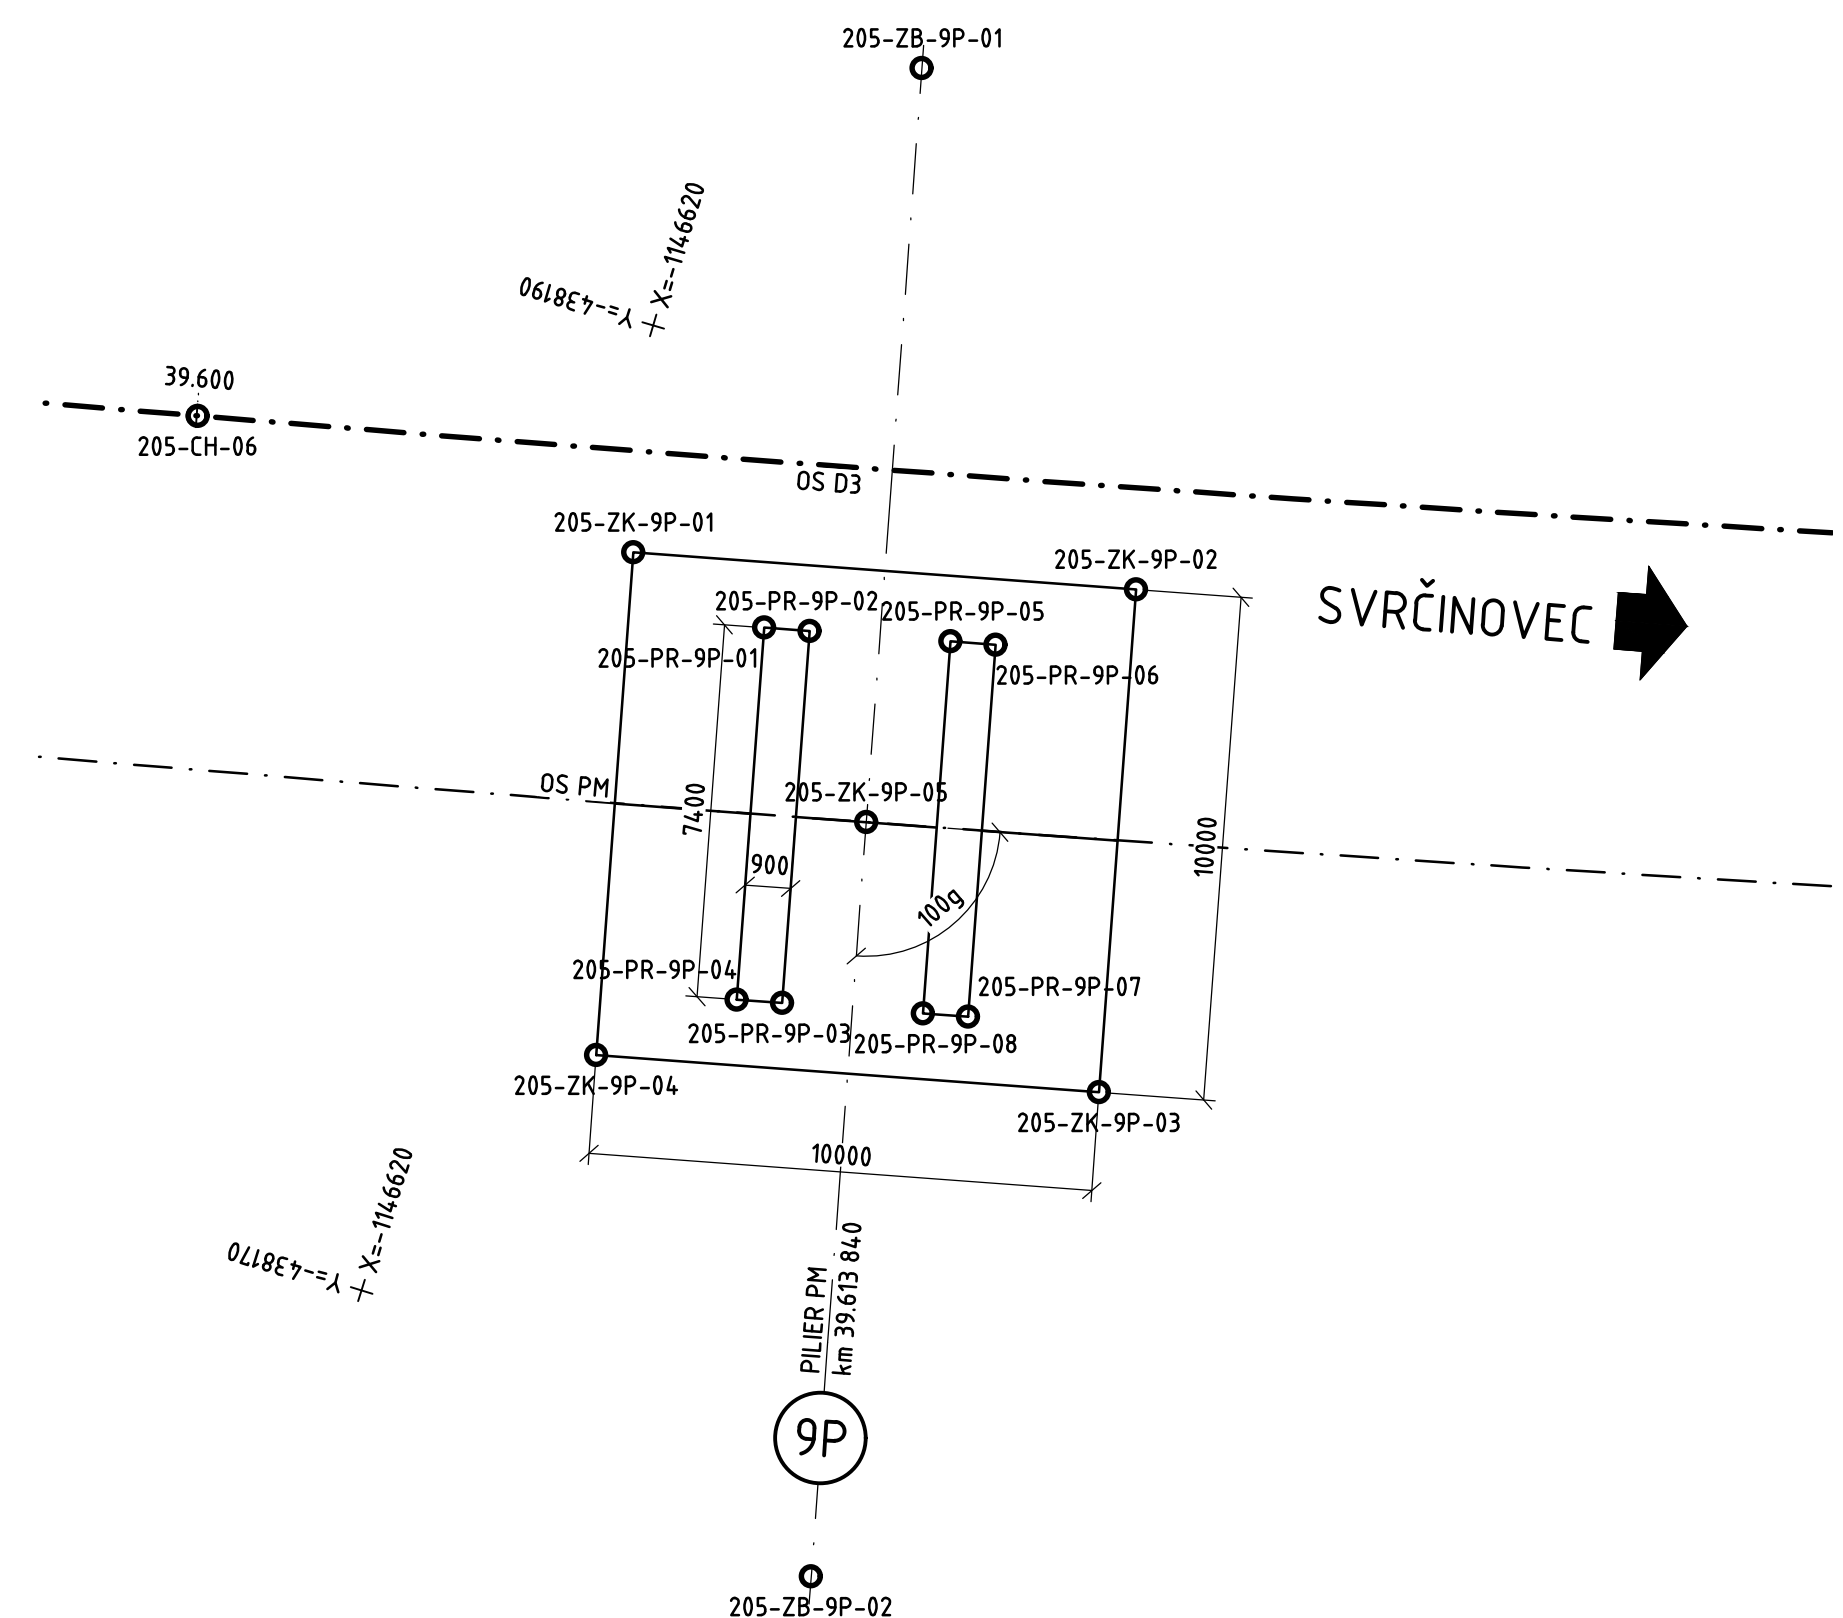 205-ZB-9P-01
X=-1146620
Y=-438190
39.600
205-CH-06
OS D3
205-ZK-9P-01
205-ZK-9P-02
SVRČINOVEC
205-PR-9P-02
205-PR-9P-05
205-PR-9P-01
205-PR-9P-06
OS PM
205-ZK-9P-05
7400
10000
900
100g
205-PR-9P-04
205-PR-9P-07
205-PR-9P-03
205-PR-9P-08
205-ZK-9P-04
205-ZK-9P-03
10000
X=-1146620
Y=-438170
PILIER PM
km 39.613 840
9P
205-ZB-9P-02